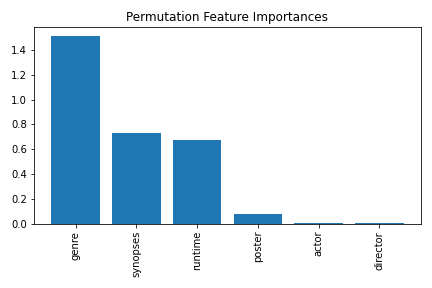 Permutation Feature Importances
1.4
1.2
1.0
0.8
0.6
0.4
0.2
0.0
genre
synopses
runtime
poster
actor
director